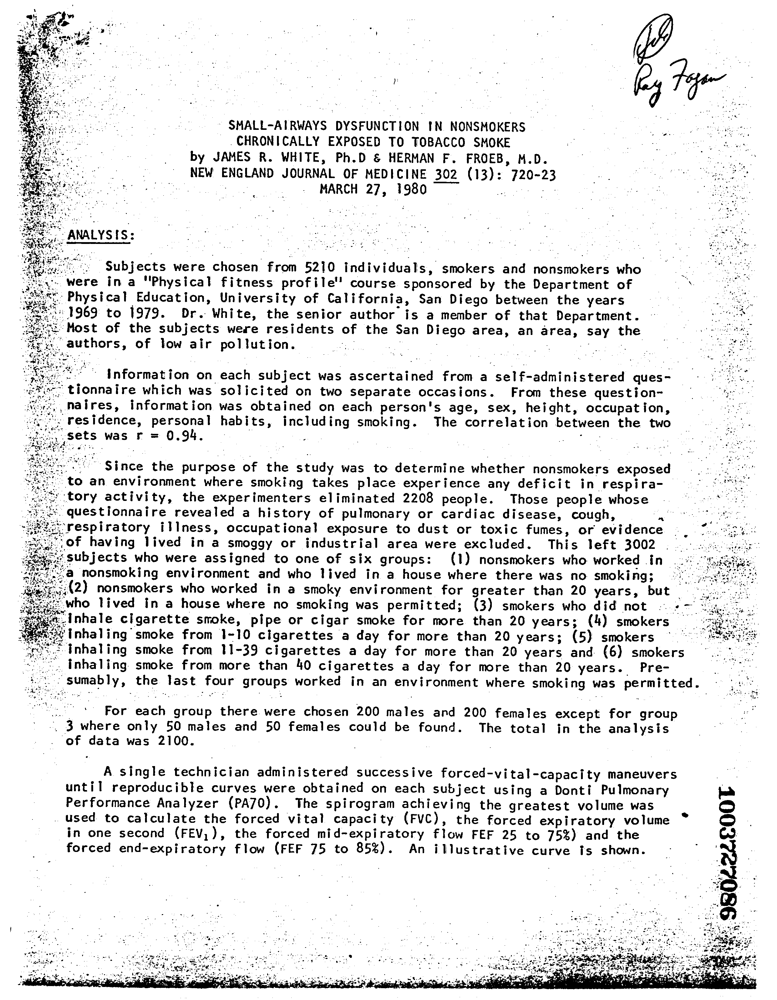 Ray Fagan
SMALL-AIRWAYS DYSFUNCTION IN NONSMOKERS
CHRONICALLY EXPOSED TO TOBACCO SMOKE
by JAMES R. WHITE, Ph.D & HERMAN F. FROEB, M.D.
NEW ENGLAND JOURNAL OF MEDICINE 302 (13): 720-23
MARCH 27, 1980
ANALYSIS:
Subjects were chosen from 5210 individuals, smokers and nonsmokers who
were in a "Physical fitness profile" course sponsored by the Department of
Physical Education, University of California, San Diego between the years
1969 to 1979. Dr. White, the senior author is a member of that Department.
Most of the subjects were residents of the San Diego area, an area, say the
authors, of low air pollution.
Information on each subject was ascertained from a self-administered ques-
tionnaire which was solicited on two separate occasions. From these question-
naires, information was obtained on each person's age, sex, height, occupation,
residence, personal habits, including smoking. The correlation between the two
sets was r = 0.94.
Since the purpose of the study was to determine whether nonsmokers exposed
to an environment where smoking takes place experience any deficit in respira-
tory activity, the experimenters eliminated 2208 people. Those people whose
questionnaire revealed a history of pulmonary or cardiac disease, cough,
respiratory illness, occupational exposure to dust or toxic fumes, or evidence
of having lived in a smoggy or industrial area were excluded. This left 3002
subjects who were assigned to one of six groups: (1) nonsmokers who worked in
a nonsmoking environment and who lived in a house where there was no smoking;
(2) nonsmokers who worked in a smoky environment for greater than 20 years, but
who lived in a house where no smoking was permitted; (3) smokers who did not
inhale cigarette smoke, pipe or cigar smoke for more than 20 years; (4) smokers
inhaling smoke from 1-10 cigarettes a day for more than 20 years; (5) smokers
inhaling smoke from 11-39 cigarettes a day for more than 20 years and (6) smokers
inhaling smoke from more than 40 cigarettes a day for more than 20 years. Pre-
sumably, the last four groups worked in an environment where smoking was permitted.
For each group there were chosen 200 males and 200 females except for group
3 where only 50 males and 50 females could be found. The total in the analysis
of data was 2100.
A single technician administered successive forced-vital-capacity maneuvers
until reproducible curves were obtained on each subject using a Donti Pulmonary
Performance Analyzer (PA70). The spirogram achieving the greatest volume was
used to calculate the forced vital capacity (FVC), the forced expiratory volume
in one second (FEV₁), the forced mid-expiratory flow FEF 25 to 75%) and the
forced end-expiratory flow (FEF 75 to 85%). An illustrative curve is shown.
1003727086